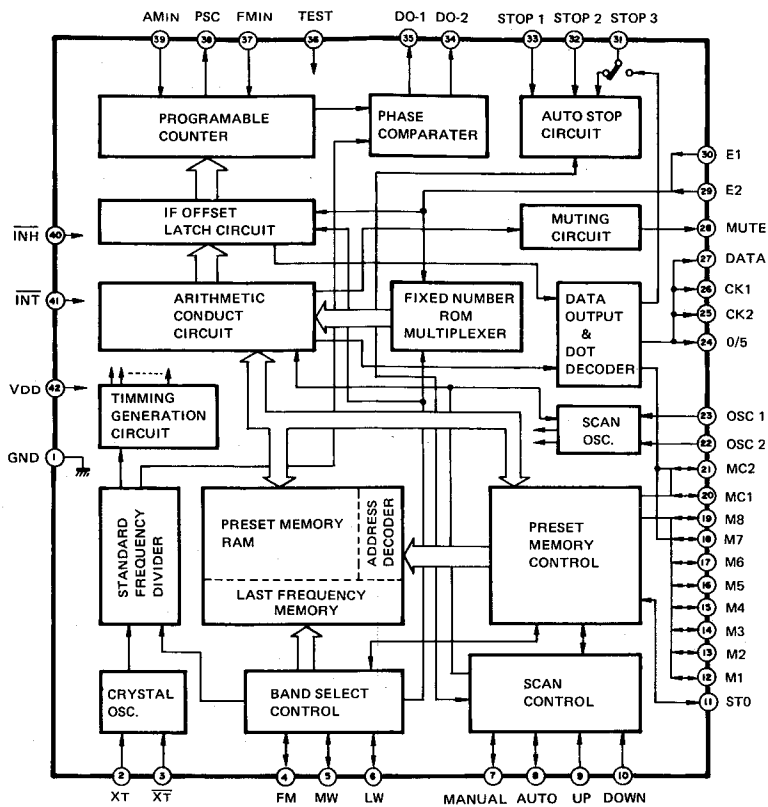 AMIN PSC FMIN TEST DO-1 DO-2 STOP 1 STOP 2 STOP 3
39 38 37 36 35 34 33 32 31
PROGRAMABLE
COUNTER
PHASE
COMPARATER
AUTO STOP
CIRCUIT
30 E1
29 E2
IF OFFSET
LATCH CIRCUIT
MUTING
CIRCUIT
28 MUTE
INH 40
27 DATA
26 CK1
25 CK2
24 0/5
INT 41
ARITHMETIC
CONDUCT
CIRCUIT
FIXED NUMBER
ROM
MULTIPLEXER
DATA
OUTPUT
&
DOT
DECODER
VDD 42
TIMMING
GENERATION
CIRCUIT
SCAN
OSC.
23 OSC 1
22 OSC 2
GND 1
21 MC2
20 MC1
19 M8
18 M7
17 M6
16 M5
15 M4
14 M3
13 M2
12 M1
11 ST0
STANDARD
FREQUENCY
DIVIDER
PRESET MEMORY
RAM
ADDRESS
DECODER
LAST FREQUENCY
MEMORY
PRESET
MEMORY
CONTROL
CRYSTAL
OSC.
BAND SELECT
CONTROL
SCAN
CONTROL
2 3 4 5 6 7 8 9 10
XT XT FM MW LW MANUAL AUTO UP DOWN